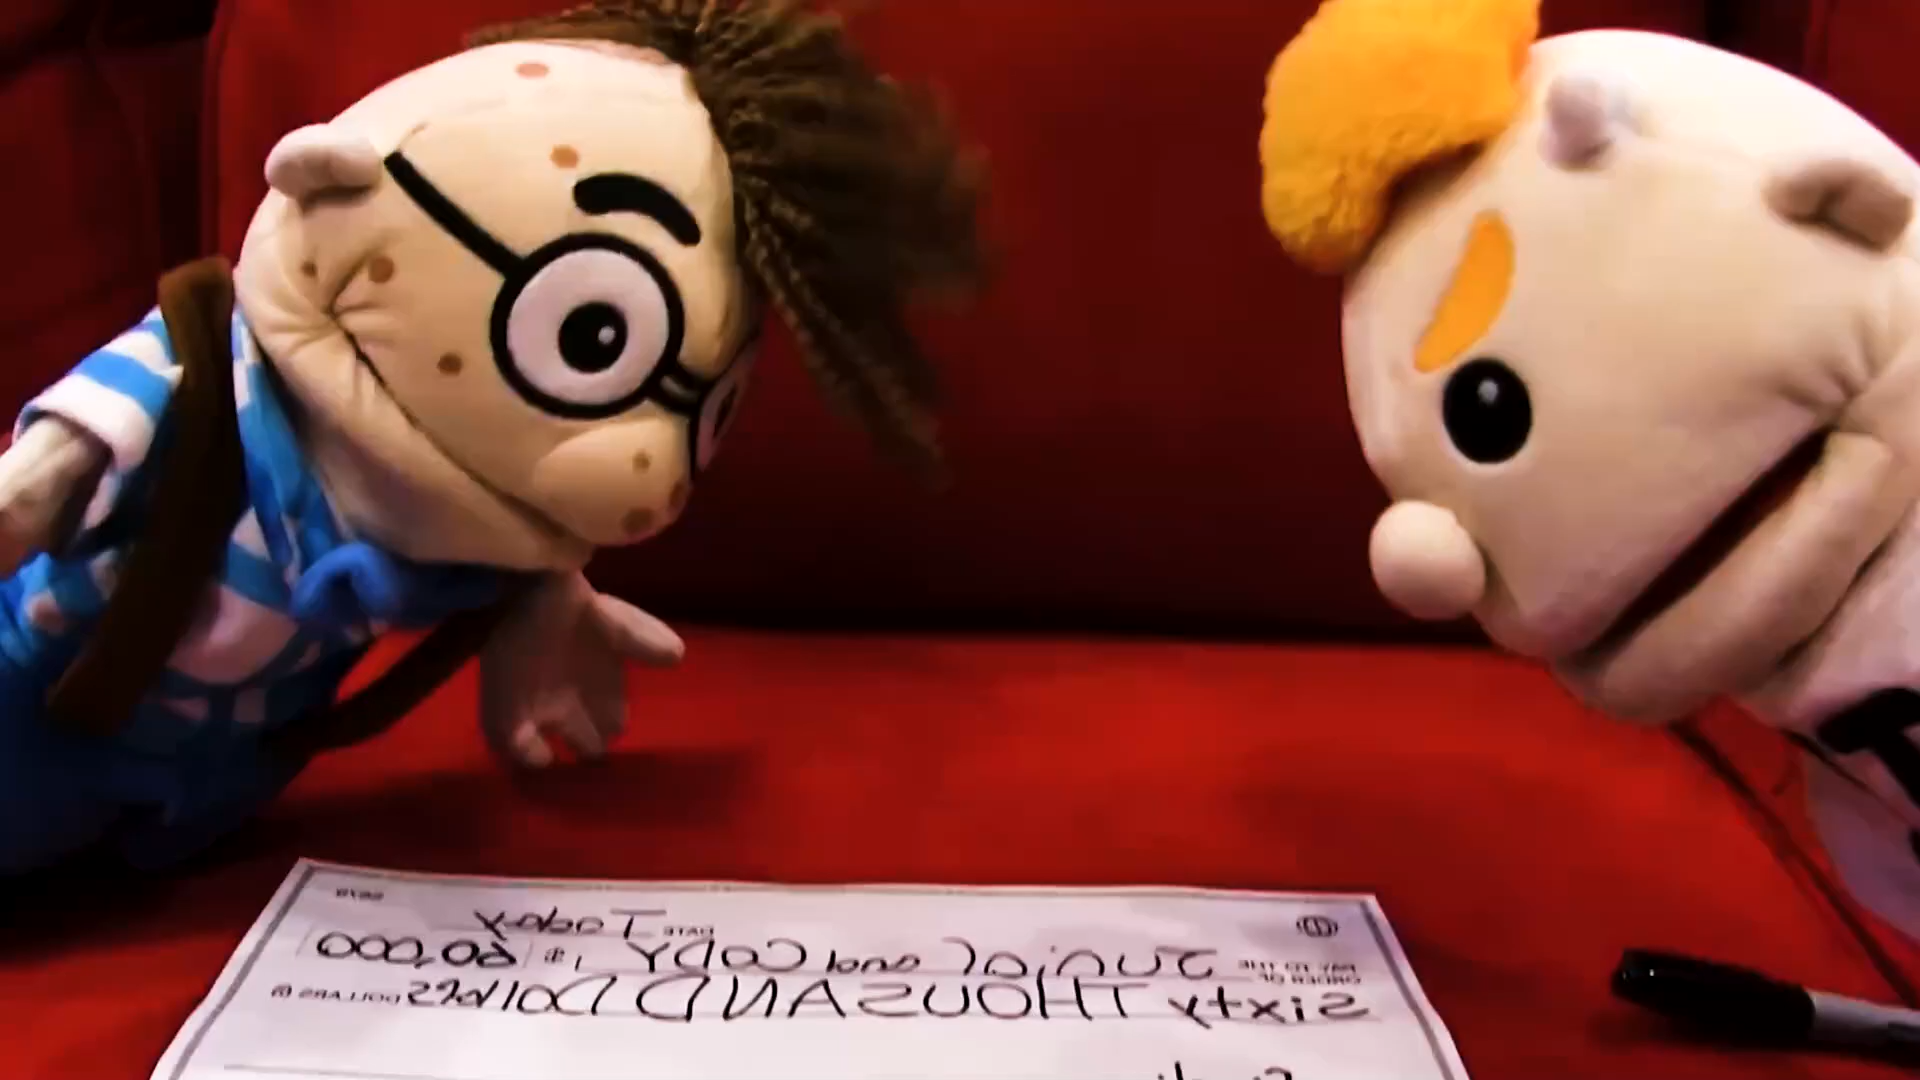 DATE Today
PAY TO THE ORDER OF Junior and CODY $ 60,000
Sixty THOUSAND Dollars DOLLARS